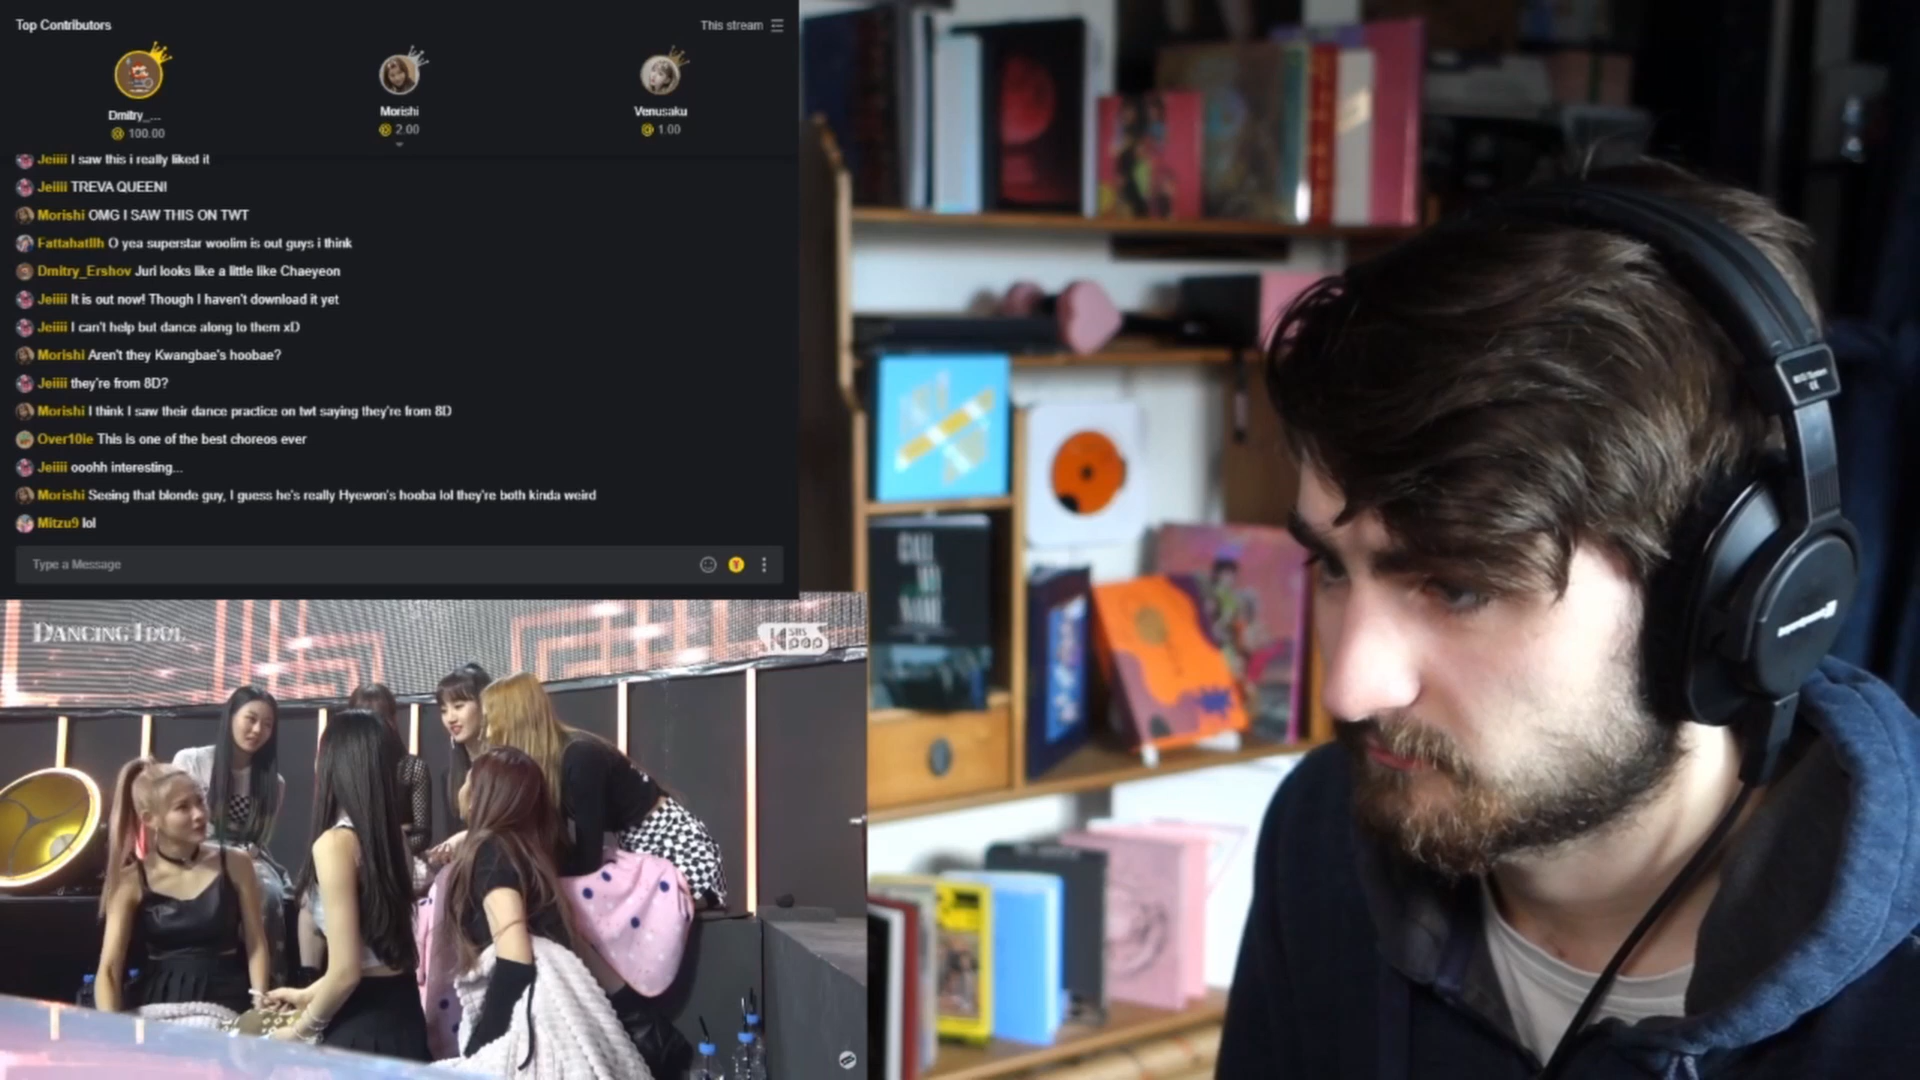 Top Contributors
This stream
Dmitry_...
100.00
Morishi
2.00
Venusaku
1.00
Jeiiii I saw this i really liked it
Jeiiii TREVA QUEEN!
Morishi OMG I SAW THIS ON TWT
Fattahatllh O yea superstar woolim is out guys i think
Dmitry_Ershov Juri looks like a little like Chaeyeon
Jeiiii It is out now! Though I haven't download it yet
Jeiiii I can't help but dance along to them xD
Morishi Aren't they Kwangbae's hoobae?
Jeiiii they're from 8D?
Morishi I think I saw their dance practice on twt saying they're from 8D
Over10ie This is one of the best choreos ever
Jeiiii ooohh interesting...
Morishi Seeing that blonde guy, I guess he's really Hyewon's hooba lol they're both kinda weird
Mitzu9 lol
Type a Message
DANCING IDOL
SBS
Kpop
CALL
MY
NAME
beyerdynamic